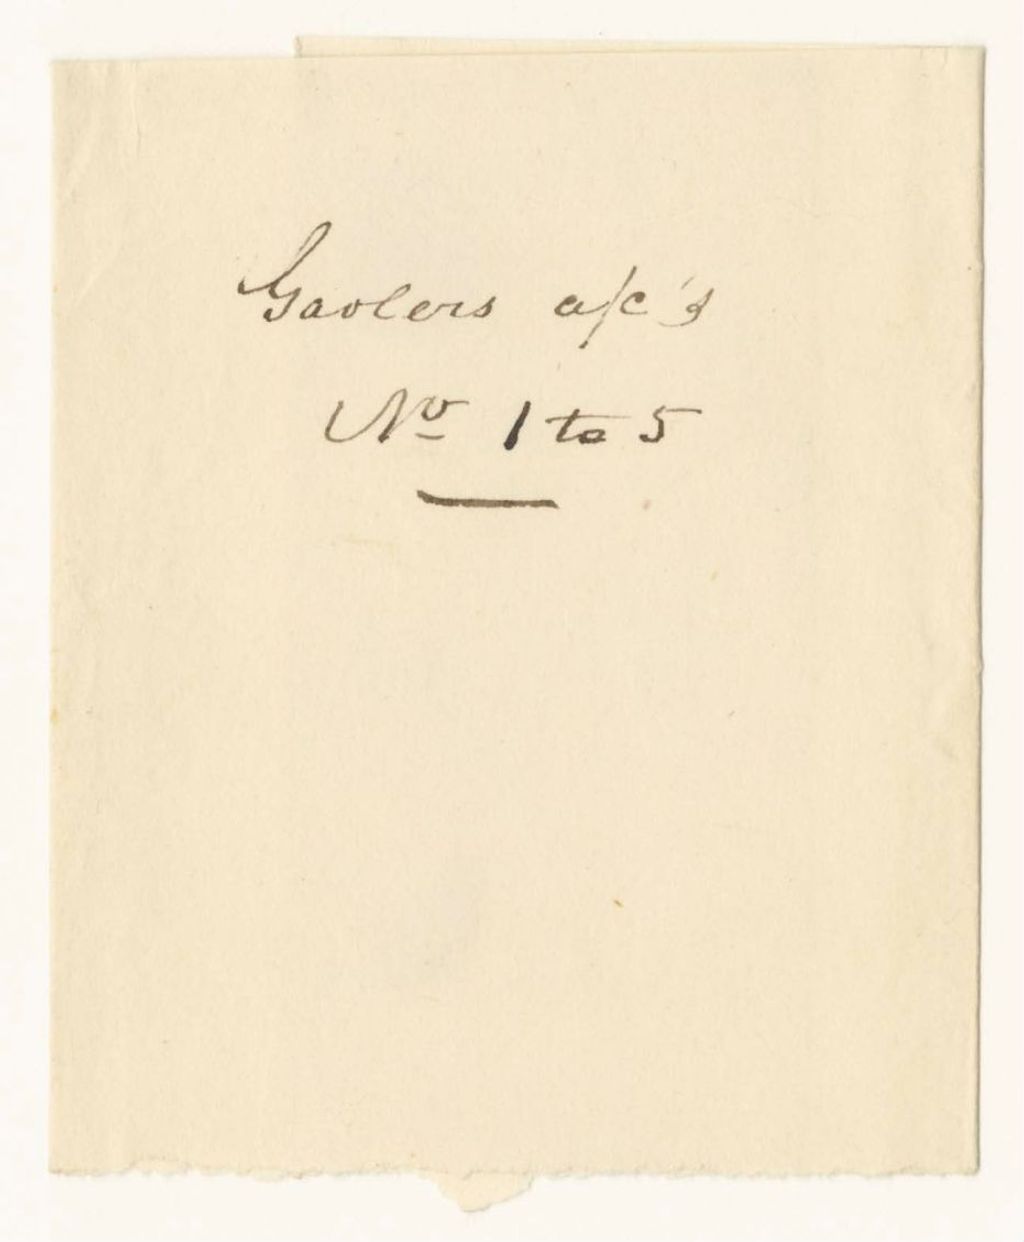 Gaolers a/c's
Nº 1 to 5